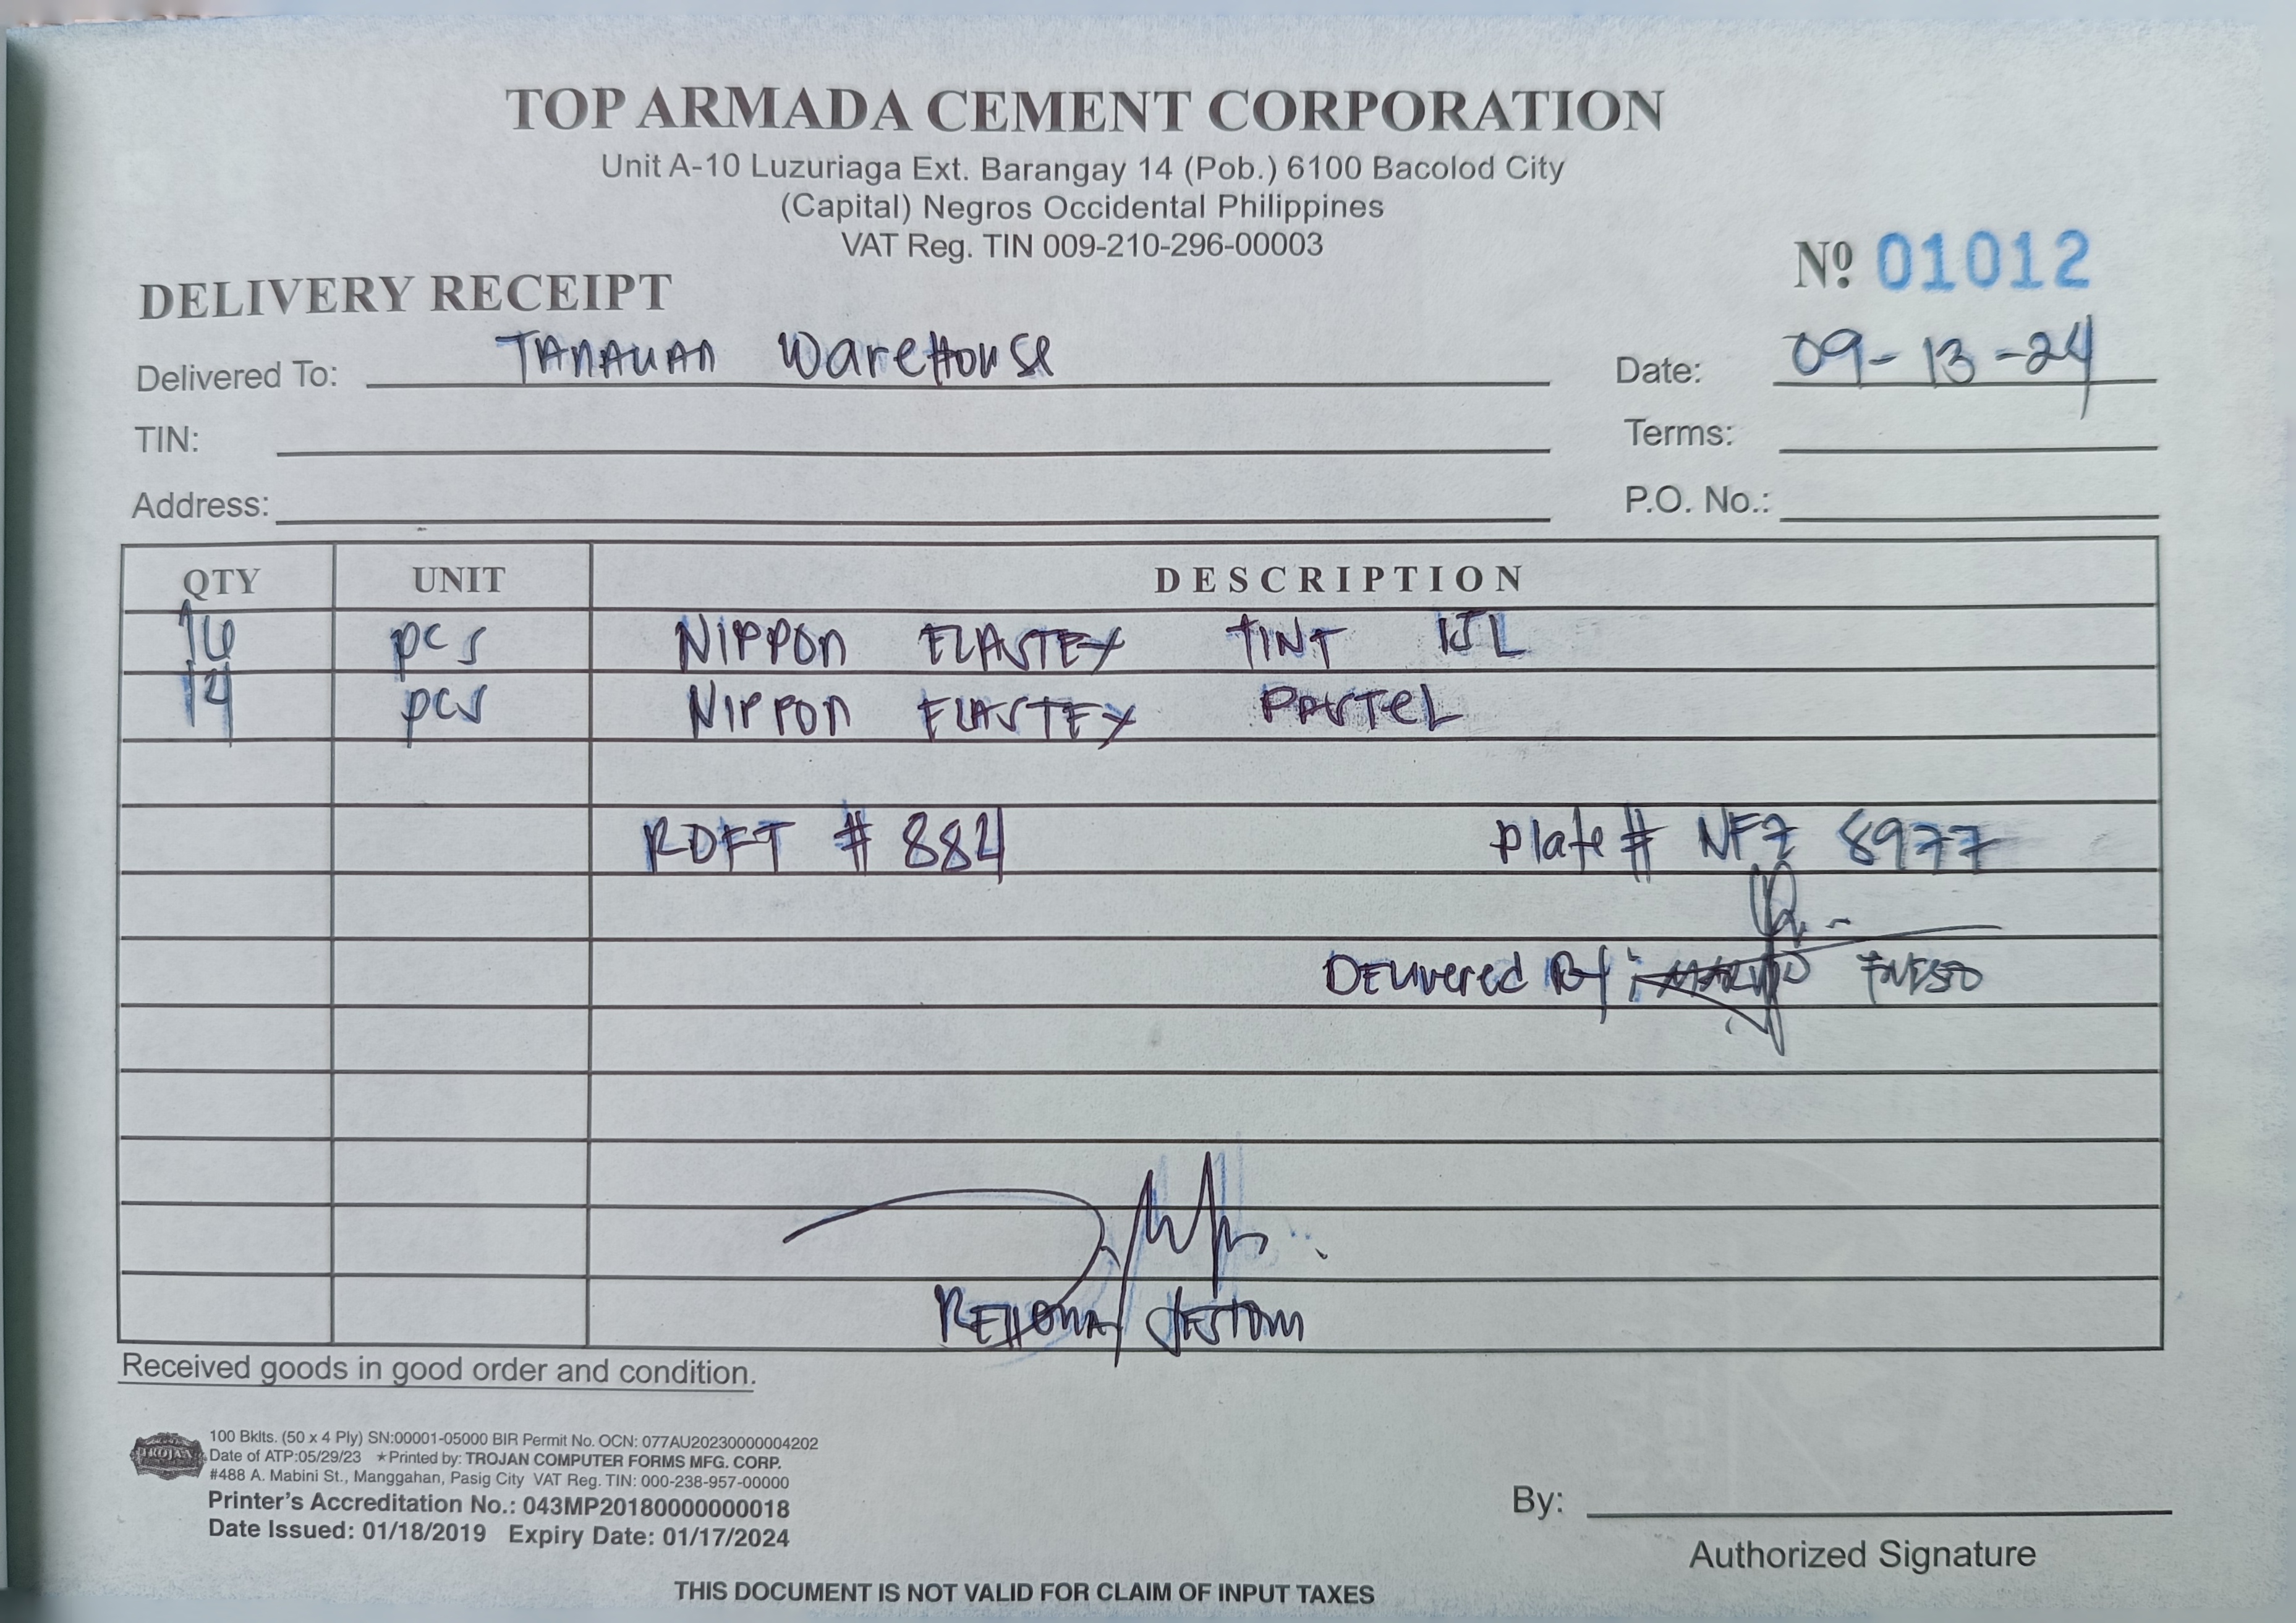 TOP ARMADA CEMENT CORPORATION
Unit A-10 Luzuriaga Ext. Barangay 14 (Pob.) 6100 Bacolod City
(Capital) Negros Occidental Philippines
VAT Reg. TIN 009-210-296-00003
Nº 01012
DELIVERY RECEIPT
Delivered To: TANAUAN WareHouse Date: 09-13-24
TIN: Terms:
Address: P.O. No.:
QTY UNIT DESCRIPTION
16 pcs NIPPON ELASTEX TINT
14 pcs NIPPON ELASTEX PASTEL
RDFT # 884 Plate # NFZ 8977
DELIVERED By:
Received goods in good order and condition.
TROJAN
100 Bklts. (50 x 4 Ply) SN:00001-05000 BIR Permit No. OCN: 077AU20230000004202
Date of ATP:05/29/23 ★Printed by: TROJAN COMPUTER FORMS MFG. CORP.
#488 A. Mabini St., Manggahan, Pasig City VAT Reg. TIN: 000-238-957-00000
Printer's Accreditation No.: 043MP20180000000018
Date Issued: 01/18/2019 Expiry Date: 01/17/2024
By:
Authorized Signature
THIS DOCUMENT IS NOT VALID FOR CLAIM OF INPUT TAXES